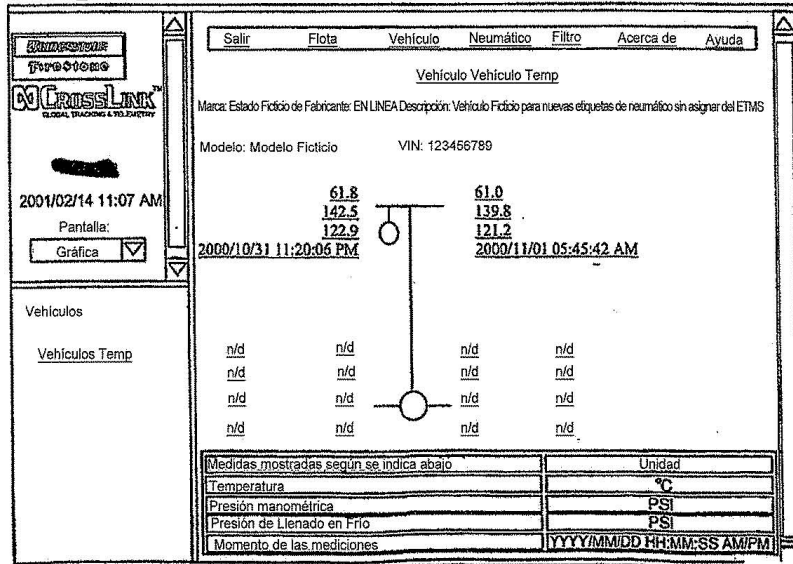 BRIDGESTONE
Firestone
CROSSLINK™
GLOBAL TRACKING & TELEMETRY
2001/02/14 11:07 AM
Pantalla:
Gráfica
Vehículos
Vehículos Temp
Salir Flota Vehículo Neumático Filtro Acerca de Ayuda
Vehículo Vehículo Temp
Marca: Estado Ficticio de Fabricante: EN LINEA Descripción: Vehículo Ficticio para nuevas etiquetas de neumático sin asignar del ETMS
Modelo: Modelo Ficticio VIN: 123456789
61.8 61.0
142.5 139.8
122.9 121.2
2000/10/31 11:20:06 PM 2000/11/01 05:45:42 AM
n/d n/d n/d n/d
n/d n/d n/d n/d
n/d n/d n/d n/d
n/d n/d n/d n/d
Medidas mostradas según se indica abajo Unidad
Temperatura °C
Presión manométrica PSI
Presión de Llenado en Frío PSI
Momento de las mediciones YYYY/MM/DD HH:MM:SS AM/PM